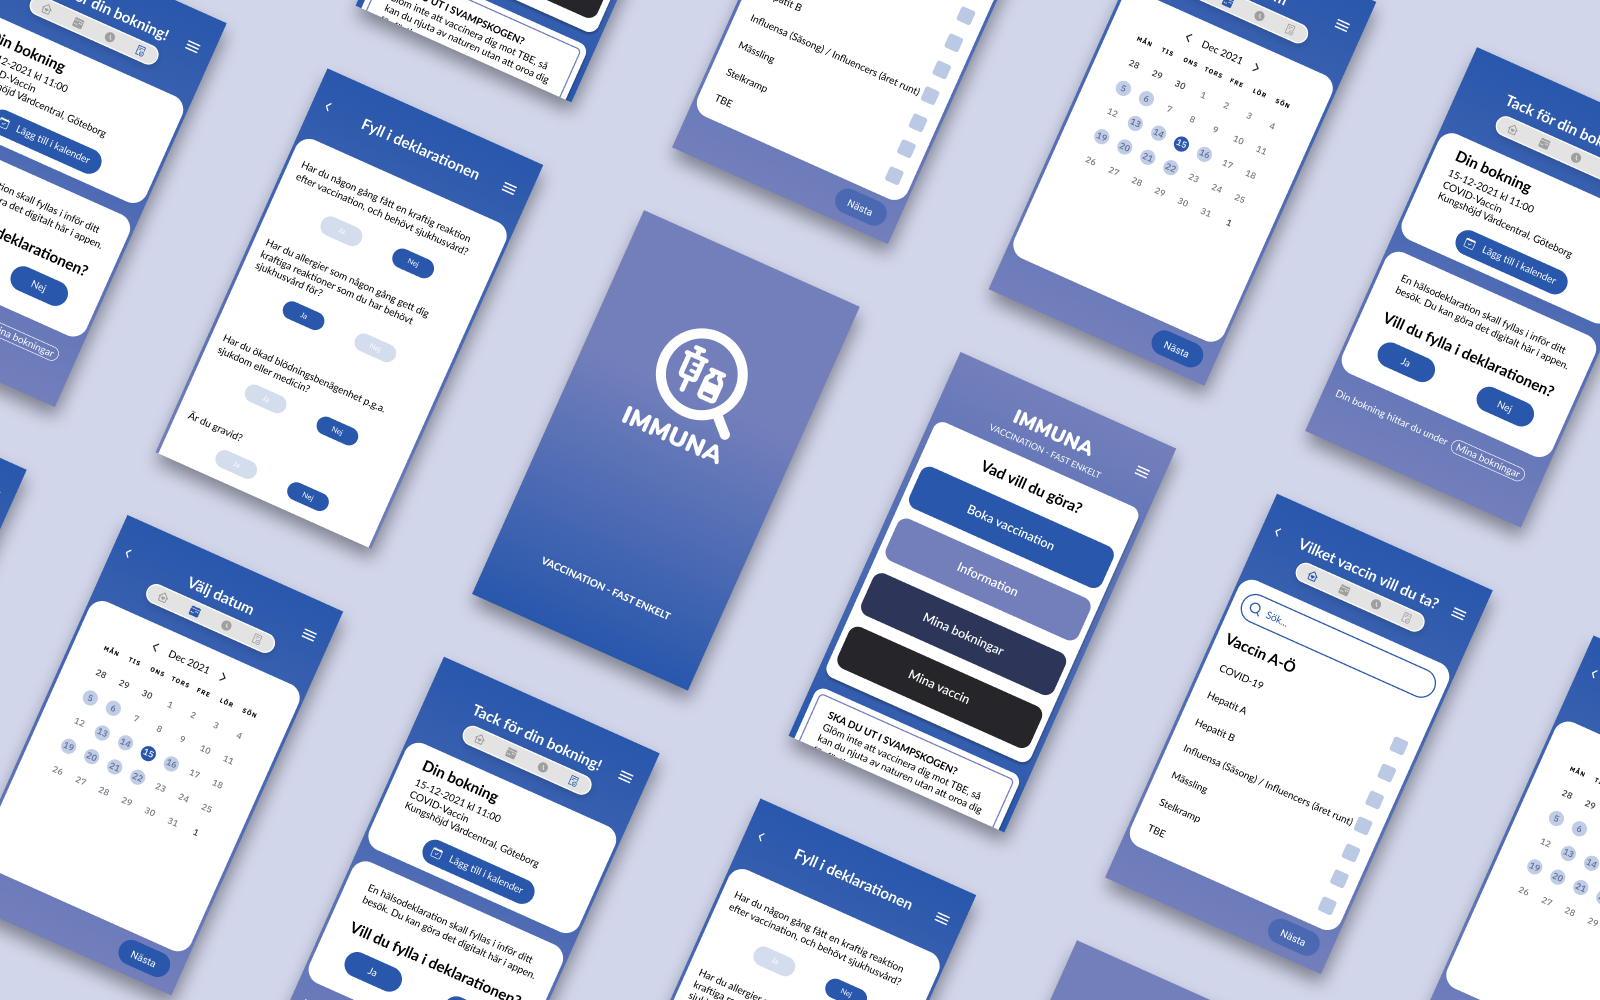 för din bokning!
Din bokning
12-2021 kl 11:00
COVID-Vaccin
Kungshöjd Vårdcentral, Göteborg
Lägg till i kalender
skall fyllas i inför ditt
göra det digitalt här i appen.
deklarationen?
Nej
Mina bokningar
Fyll i deklarationen
Har du någon gång fått en kraftig reaktion
efter vaccination, och behövt sjukhusvård?
Ja
Nej
Har du allergier som någon gång gett dig
kraftiga reaktioner som du har behövt
sjukhusvård för?
Ja
Nej
Har du ökad blödningsbenägenhet p.g.a.
sjukdom eller medicin?
Ja
Nej
Är du gravid?
Ja
Nej
SKA DU UT I SVAMPSKOGEN?
Glöm inte att vaccinera dig mot TBE, så
kan du njuta av naturen utan att oroa dig
Hepatit B
Influensa (Säsong) / Influencers (året runt)
Mässling
Stelkramp
TBE
Nästa
Dec 2021
MÅN TIS ONS TORS FRE LÖR SÖN
28 29 30 1 2 3 4
5 6 7 8 9 10 11
12 13 14 15 16 17 18
19 20 21 22 23 24 25
26 27 28 29 30 31 1
Nästa
Tack för din bok
Din bokning
15-12-2021 kl 11:00
COVID-Vaccin
Kungshöjd Vårdcentral, Göteborg
Lägg till i kalender
En hälsodeklaration skall fyllas i inför ditt
besök. Du kan göra det digitalt här i appen.
Vill du fylla i deklarationen?
Ja
Nej
Din bokning hittar du under Mina bokningar
IMMUNA
VACCINATION - FAST ENKELT
IMMUNA
VACCINATION - FAST ENKELT
Vad vill du göra?
Boka vaccination
Information
Mina bokningar
Mina vaccin
SKA DU UT I SVAMPSKOGEN?
Glöm inte att vaccinera dig mot TBE, så
kan du njuta av naturen utan att oroa dig
Vilket vaccin vill du ta?
Sök...
Vaccin A-Ö
COVID-19
Hepatit A
Hepatit B
Influensa (Säsong) / Influencers (året runt)
Mässling
Stelkramp
TBE
Nästa
Välj datum
Dec 2021
MÅN TIS ONS TORS FRE LÖR SÖN
28 29 30 1 2 3 4
5 6 7 8 9 10 11
12 13 14 15 16 17 18
19 20 21 22 23 24 25
26 27 28 29 30 31 1
Nästa
Tack för din bokning!
Din bokning
15-12-2021 kl 11:00
COVID-Vaccin
Kungshöjd Vårdcentral, Göteborg
Lägg till i kalender
En hälsodeklaration skall fyllas i inför ditt
besök. Du kan göra det digitalt här i appen.
Vill du fylla i deklarationen?
Ja
Fyll i deklarationen
Har du någon gång fått en kraftig reaktion
efter vaccination, och behövt sjukhusvård?
Ja
Nej
Har du allergier
kraftiga reaktioner
MÅN
28 29
5 6
12 13 14
19 20 21
26 27 28 29